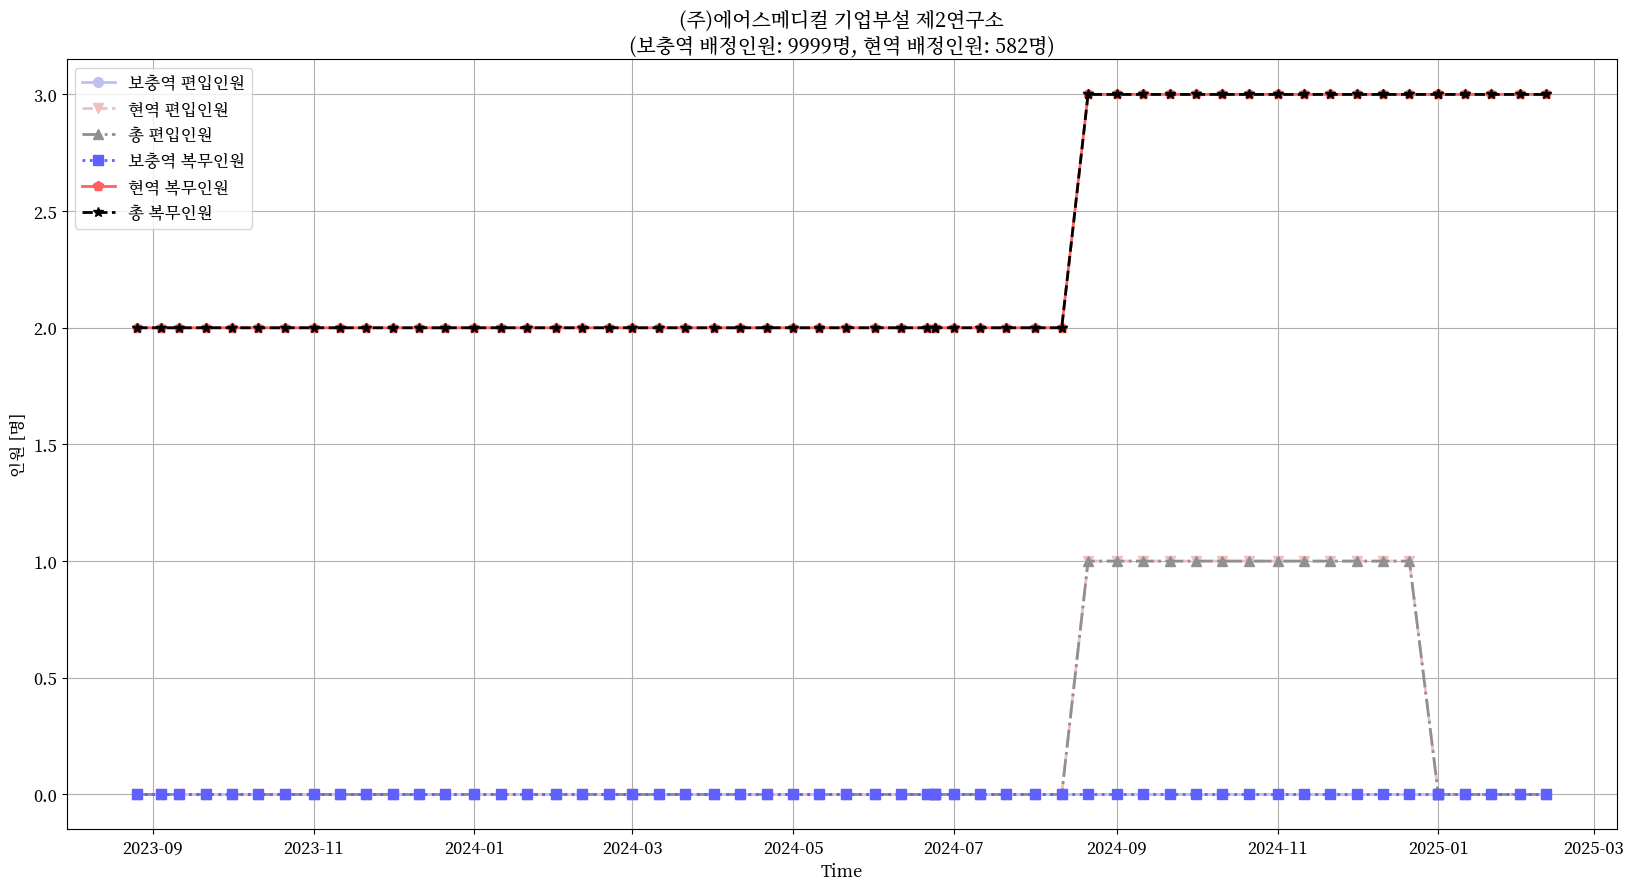 (주)에어스메디컬 기업부설 제2연구소
(보충역 배정인원: 9999명, 현역 배정인원: 582명)
보충역 편입인원
현역 편입인원
총 편입인원
보충역 복무인원
현역 복무인원
총 복무인원
3.0
2.5
2.0
1.5
1.0
0.5
0.0
인원 [명]
2023-09 2023-11 2024-01 2024-03 2024-05 2024-07 2024-09 2024-11 2025-01 2025-03
Time